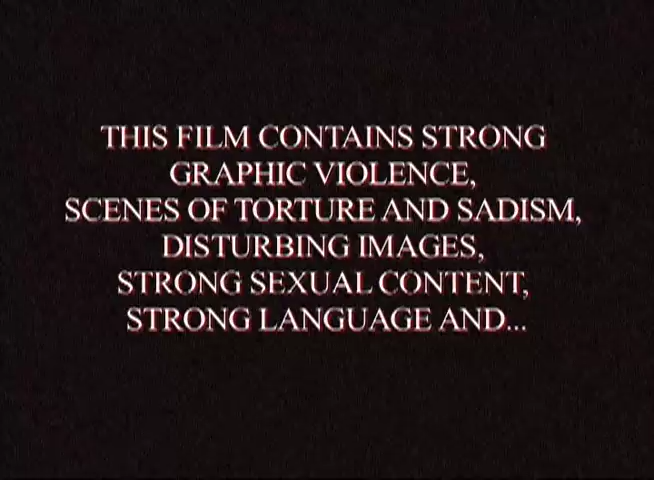 THIS FILM CONTAINS STRONG
GRAPHIC VIOLENCE,
SCENES OF TORTURE AND SADISM,
DISTURBING IMAGES,
STRONG SEXUAL CONTENT,
STRONG LANGUAGE AND...